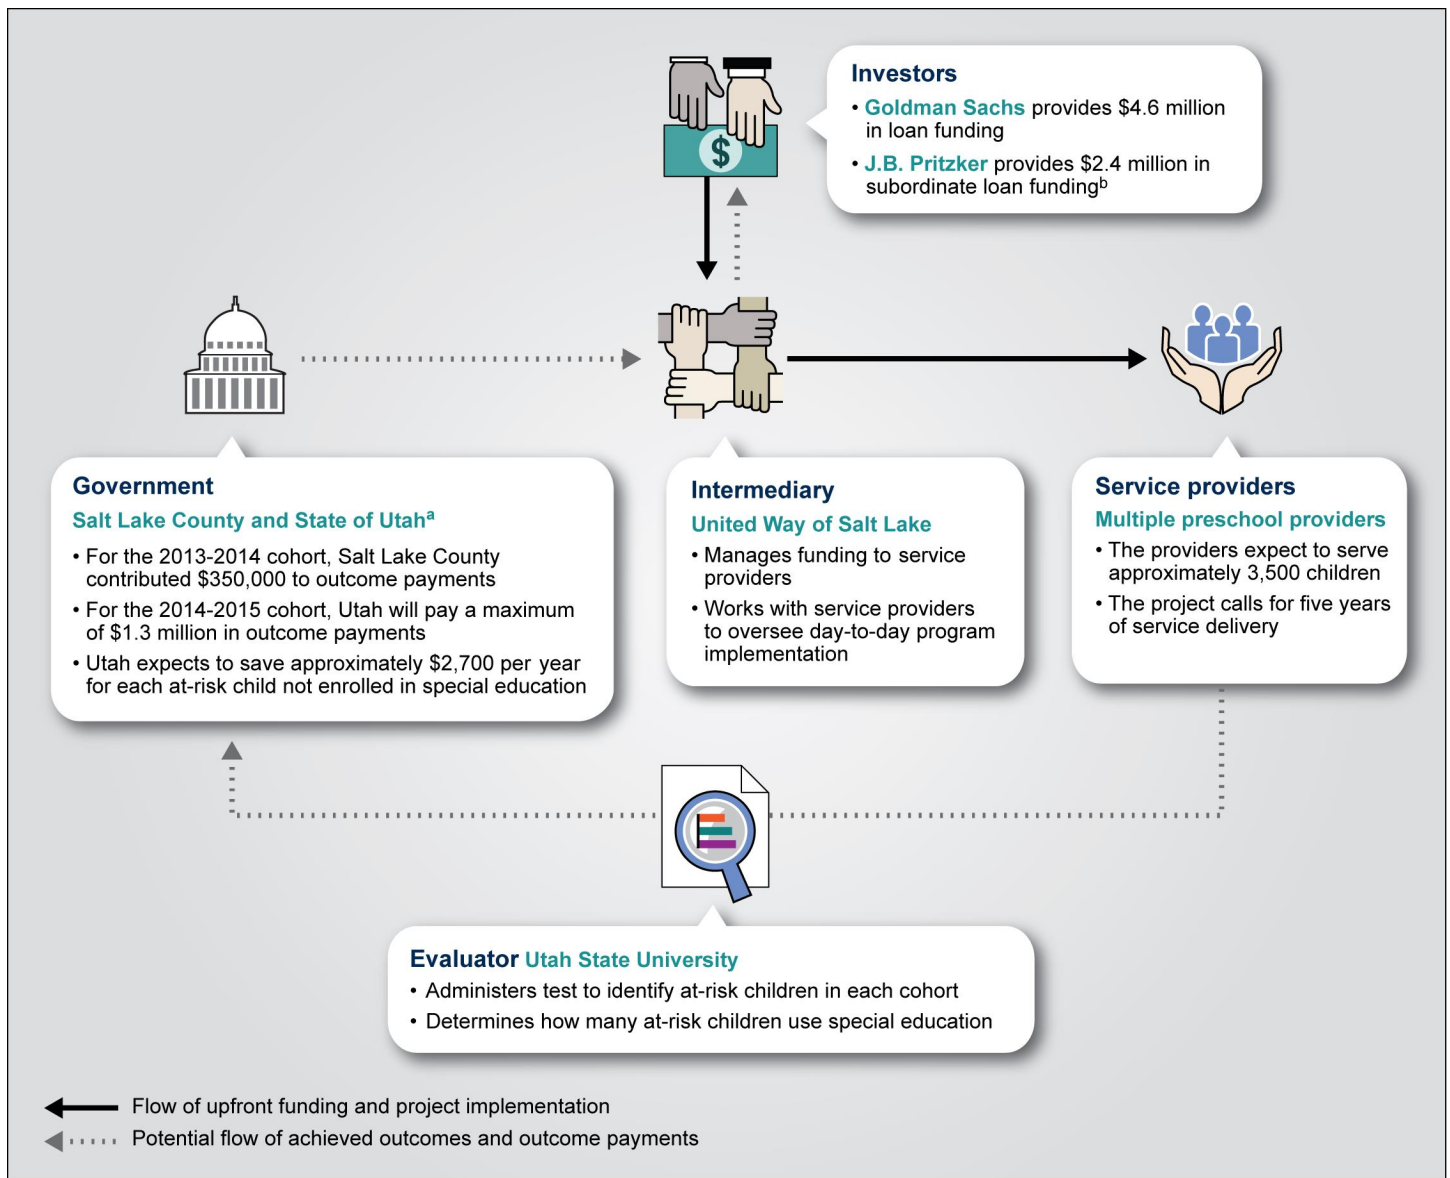 Investors
• Goldman Sachs provides $4.6 million
in loan funding
• J.B. Pritzker provides $2.4 million in
subordinate loan fundingᵇ
$
Government
Salt Lake County and State of Utahᵃ
• For the 2013-2014 cohort, Salt Lake County
contributed $350,000 to outcome payments
• For the 2014-2015 cohort, Utah will pay a maximum
of $1.3 million in outcome payments
• Utah expects to save approximately $2,700 per year
for each at-risk child not enrolled in special education
Intermediary
United Way of Salt Lake
• Manages funding to service
providers
• Works with service providers
to oversee day-to-day program
implementation
Service providers
Multiple preschool providers
• The providers expect to serve
approximately 3,500 children
• The project calls for five years
of service delivery
Evaluator Utah State University
• Administers test to identify at-risk children in each cohort
• Determines how many at-risk children use special education
Flow of upfront funding and project implementation
Potential flow of achieved outcomes and outcome payments